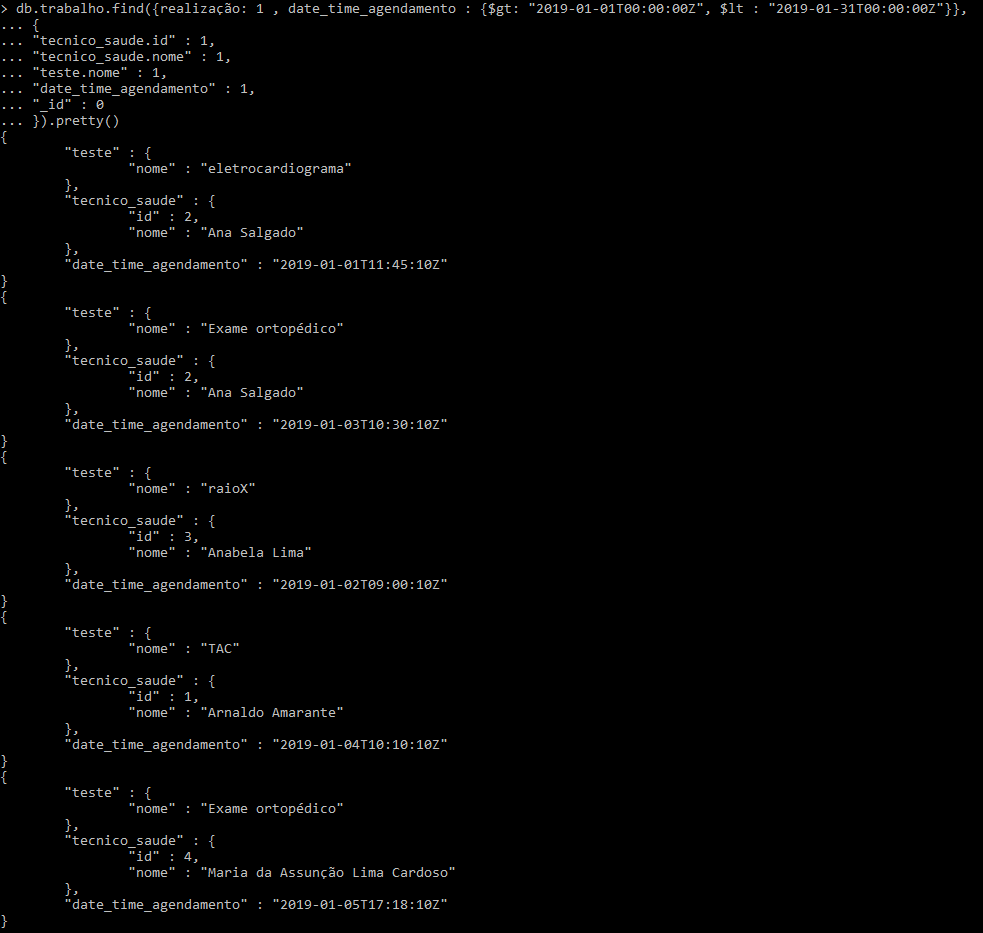 > db.trabalho.find({realização: 1 , date_time_agendamento : {$gt: "2019-01-01T00:00:00Z", $lt : "2019-01-31T00:00:00Z"}},
... {
... "tecnico_saude.id" : 1,
... "tecnico_saude.nome" : 1,
... "teste.nome" : 1,
... "date_time_agendamento" : 1,
... "_id" : 0
... }).pretty()
{
        "teste" : {
                "nome" : "eletrocardiograma"
        },
        "tecnico_saude" : {
                "id" : 2,
                "nome" : "Ana Salgado"
        },
        "date_time_agendamento" : "2019-01-01T11:45:10Z"
}
{
        "teste" : {
                "nome" : "Exame ortopédico"
        },
        "tecnico_saude" : {
                "id" : 2,
                "nome" : "Ana Salgado"
        },
        "date_time_agendamento" : "2019-01-03T10:30:10Z"
}
{
        "teste" : {
                "nome" : "raioX"
        },
        "tecnico_saude" : {
                "id" : 3,
                "nome" : "Anabela Lima"
        },
        "date_time_agendamento" : "2019-01-02T09:00:10Z"
}
{
        "teste" : {
                "nome" : "TAC"
        },
        "tecnico_saude" : {
                "id" : 1,
                "nome" : "Arnaldo Amarante"
        },
        "date_time_agendamento" : "2019-01-04T10:10:10Z"
}
{
        "teste" : {
                "nome" : "Exame ortopédico"
        },
        "tecnico_saude" : {
                "id" : 4,
                "nome" : "Maria da Assunção Lima Cardoso"
        },
        "date_time_agendamento" : "2019-01-05T17:18:10Z"
}